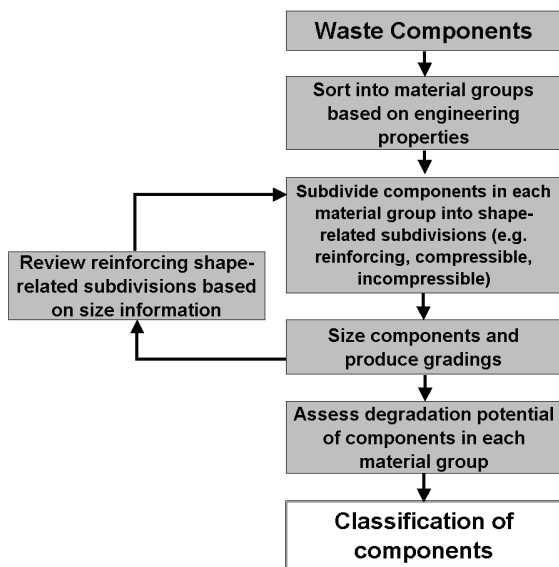 Waste Components
Sort into material groups
based on engineering
properties
Subdivide components in each
material group into shape-
related subdivisions (e.g.
reinforcing, compressible,
incompressible)
Review reinforcing shape-
related subdivisions based
on size information
Size components and
produce gradings
Assess degradation potential
of components in each
material group
Classification of
components